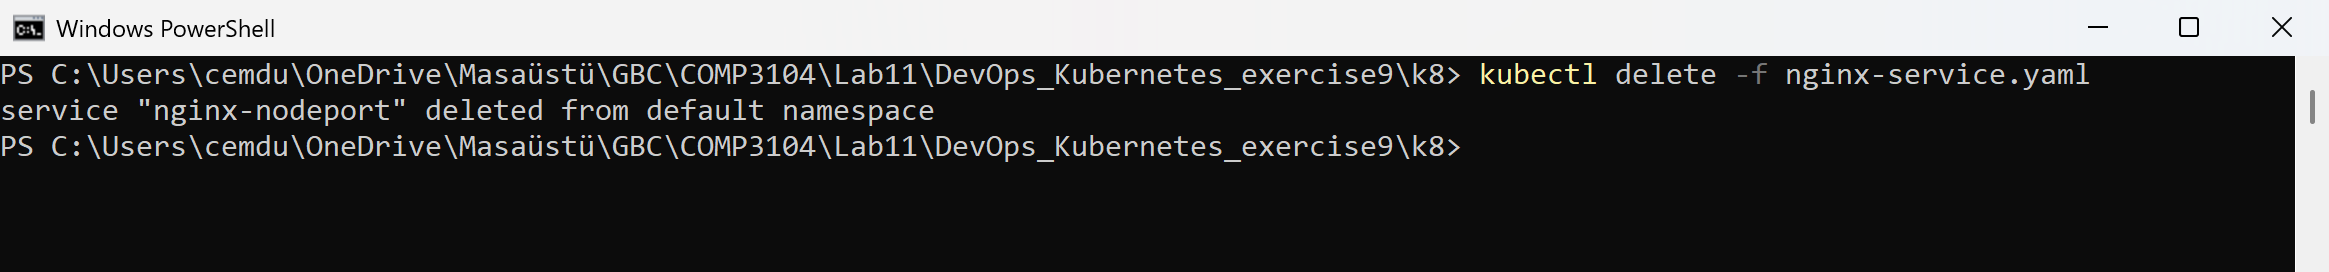 Windows PowerShell
PS C:\Users\cemdu\OneDrive\Masaüstü\GBC\COMP3104\Lab11\DevOps_Kubernetes_exercise9\k8> kubectl delete -f nginx-service.yaml
service "nginx-nodeport" deleted from default namespace
PS C:\Users\cemdu\OneDrive\Masaüstü\GBC\COMP3104\Lab11\DevOps_Kubernetes_exercise9\k8>